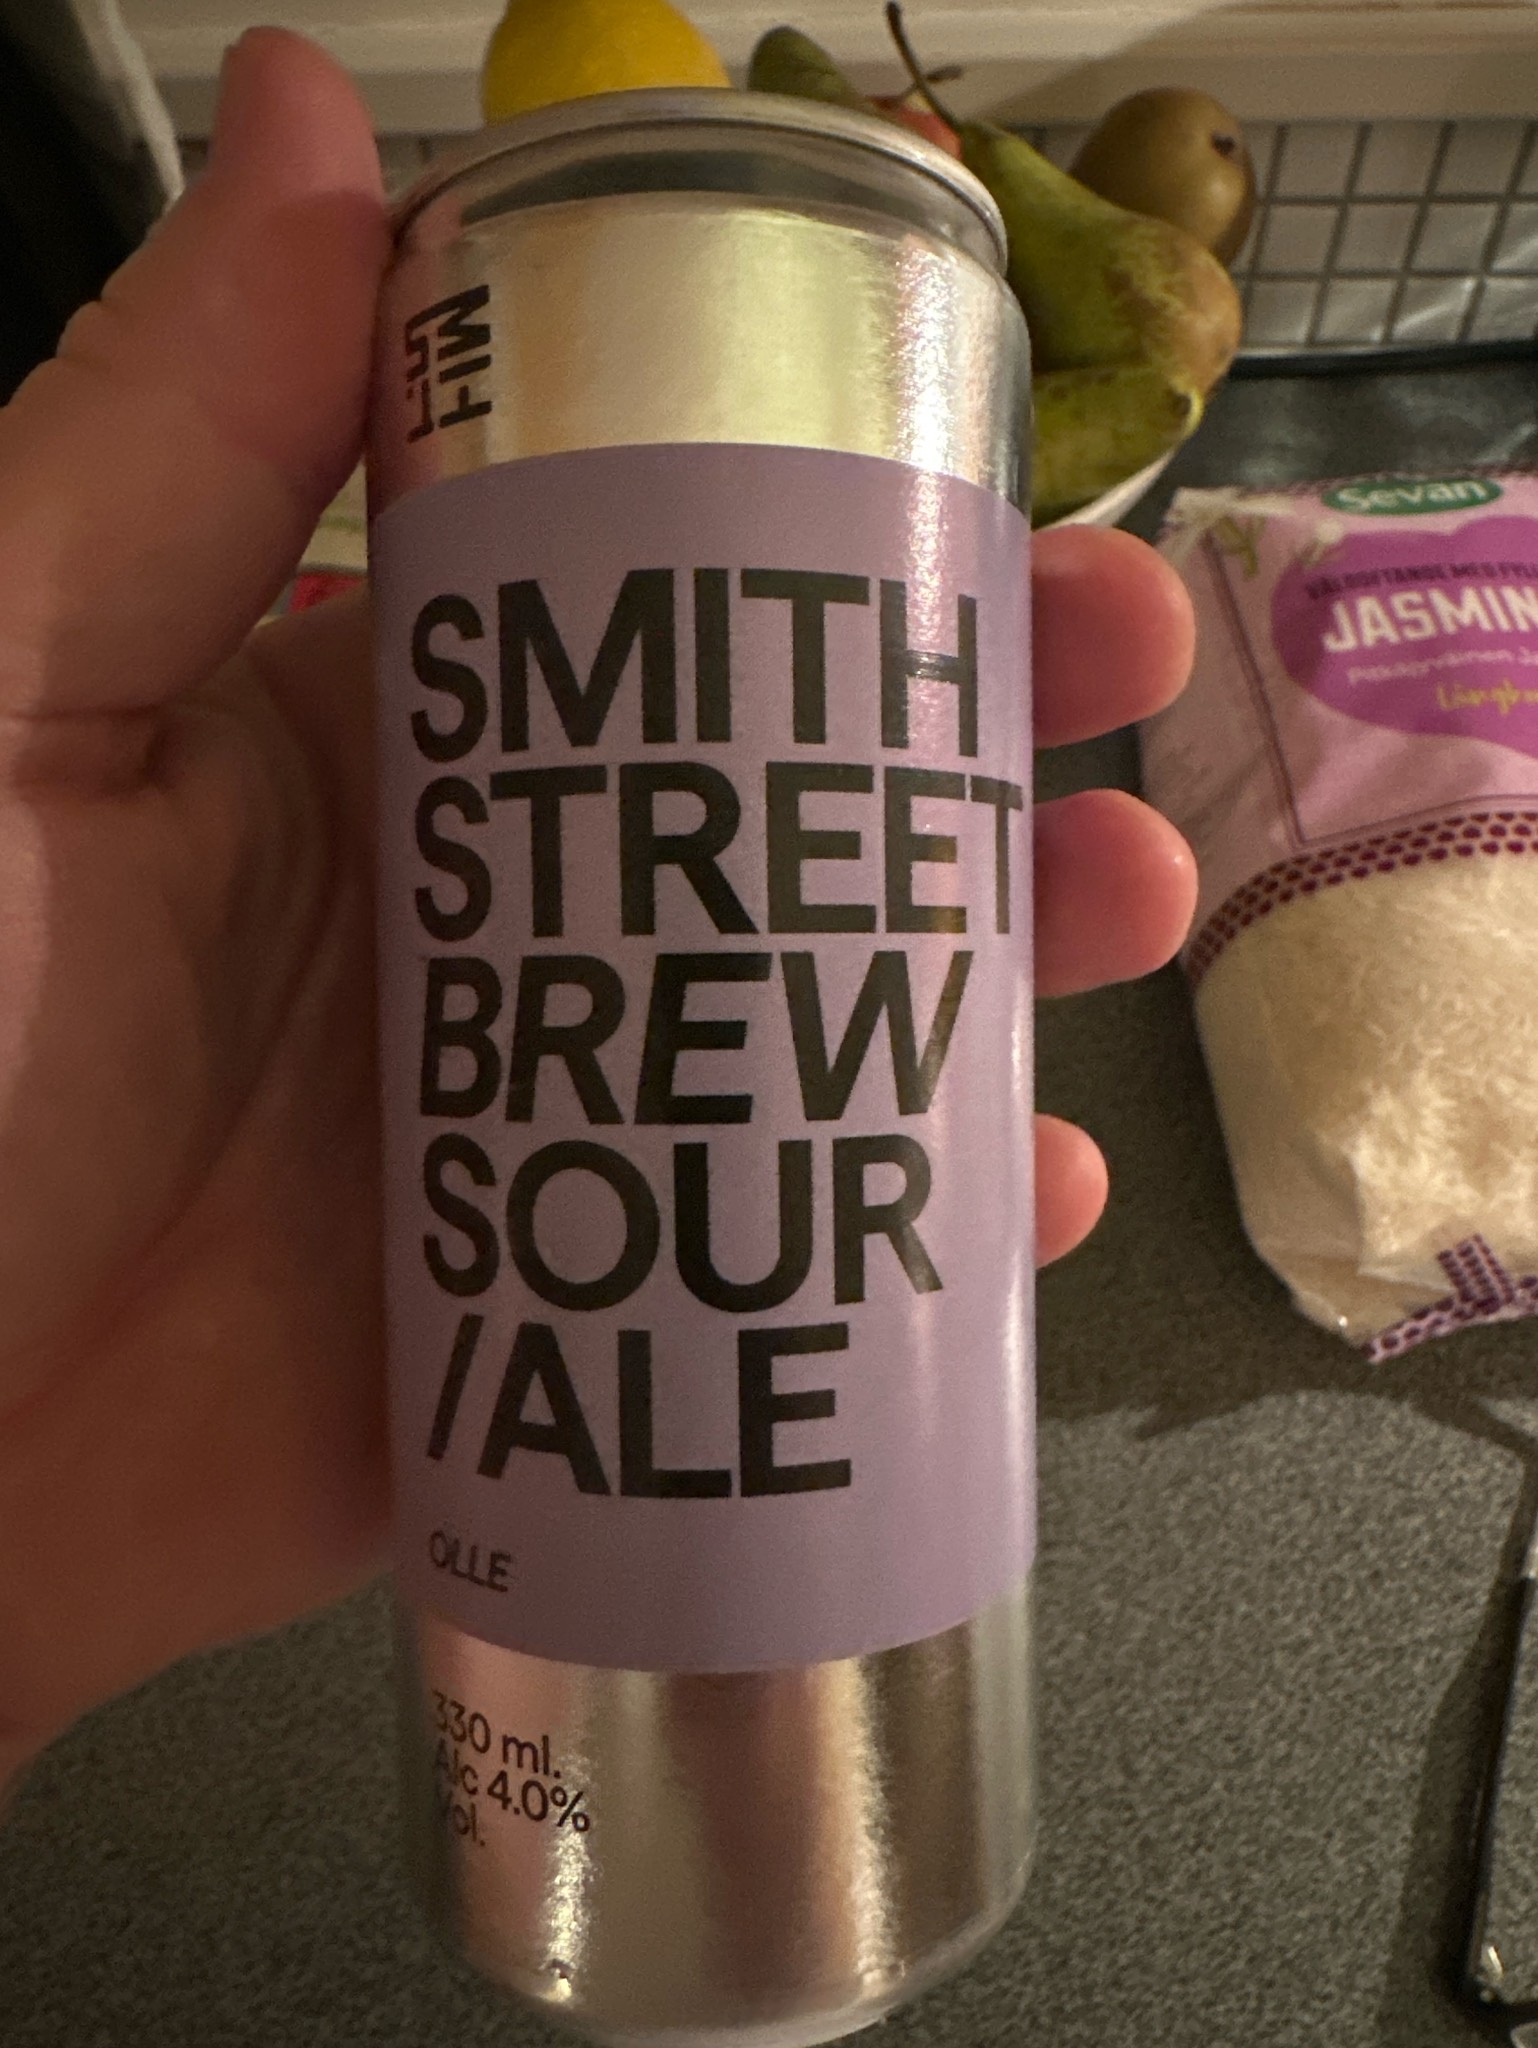 SMITH
STREET
BREW
SOUR
/ALE
OLLE
330 ml.
Alc 4.0%
Vol.
Sevan
JASMIN